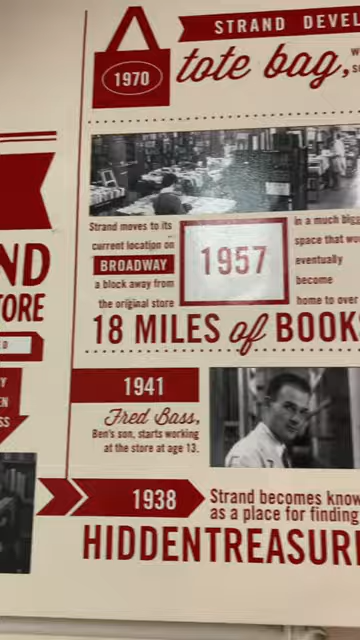 STRAND DEVEL
1970
tote bag,
Strand moves to its
current location on
BROADWAY
a block away from
the original store
1957
in a much bigg
space that wou
eventually
become
home to over
18 MILES of BOOK
ND
TORE
1941
Fred Bass,
Ben's son, starts working
at the store at age 13.
1938
Strand becomes know
as a place for finding
HIDDENTREASUR